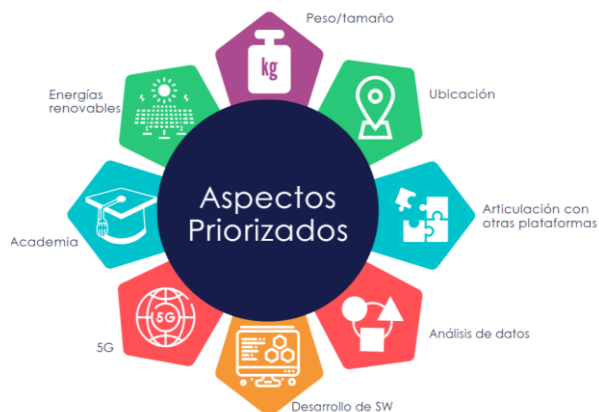 Peso/tamaño
kg
Ubicación
Articulación con
otras plataformas
Análisis de datos
Desarrollo de SW
5G
5G
Academia
Energías
renovables
Aspectos
Priorizados